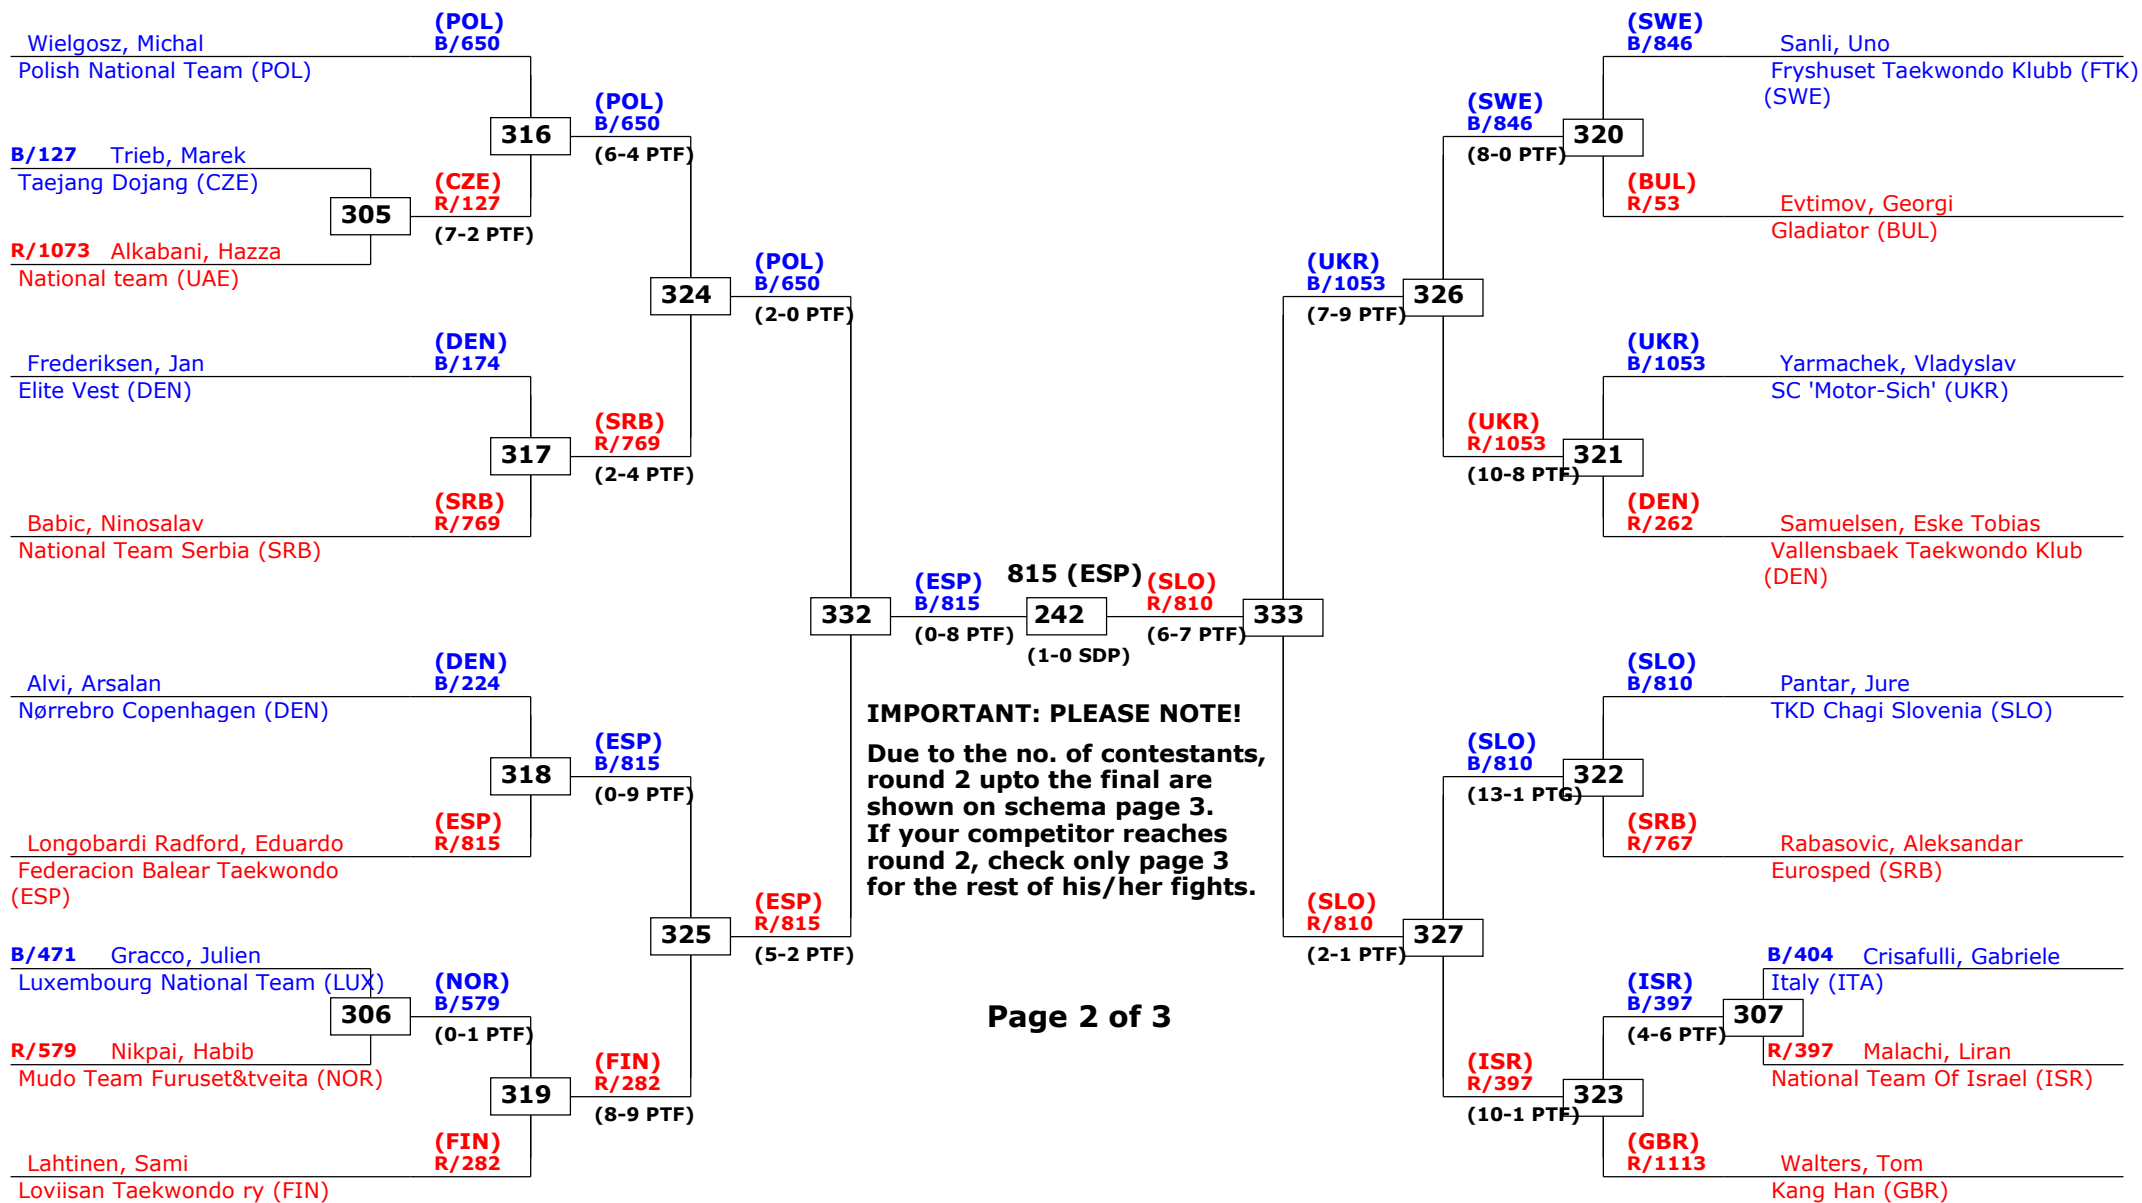 (POL)
B/650
Wielgosz, Michal
Polish National Team (POL)
(POL)
B/650
316
(6-4 PTF)
B/127 Trieb, Marek
Taejang Dojang (CZE)
(CZE)
R/127
305
(7-2 PTF)
R/1073 Alkabani, Hazza
National team (UAE)
(POL)
B/650
324
(2-0 PTF)
(DEN)
B/174
Frederiksen, Jan
Elite Vest (DEN)
(SRB)
R/769
317
(2-4 PTF)
(SRB)
R/769
Babic, Ninosalav
National Team Serbia (SRB)
332
(ESP)
B/815
(0-8 PTF)
815 (ESP)
242
(1-0 SDP)
(SLO)
R/810
(6-7 PTF)
333
(DEN)
B/224
Alvi, Arsalan
Nørrebro Copenhagen (DEN)
(ESP)
B/815
318
(0-9 PTF)
(ESP)
R/815
Longobardi Radford, Eduardo
Federacion Balear Taekwondo
(ESP)
(ESP)
R/815
325
(5-2 PTF)
B/471 Gracco, Julien
Luxembourg National Team (LUX)
(NOR)
B/579
306
(0-1 PTF)
R/579 Nikpai, Habib
Mudo Team Furuset&tveita (NOR)
(FIN)
R/282
319
(8-9 PTF)
(FIN)
R/282
Lahtinen, Sami
Loviisan Taekwondo ry (FIN)
IMPORTANT: PLEASE NOTE!
Due to the no. of contestants,
round 2 upto the final are
shown on schema page 3.
If your competitor reaches
round 2, check only page 3
for the rest of his/her fights.
Page 2 of 3
(SWE)
B/846
Sanli, Uno
Fryshuset Taekwondo Klubb (FTK)
(SWE)
(SWE)
B/846
320
(8-0 PTF)
(BUL)
R/53
Evtimov, Georgi
Gladiator (BUL)
(UKR)
B/1053
326
(7-9 PTF)
(UKR)
B/1053
Yarmachek, Vladyslav
SC 'Motor-Sich' (UKR)
(UKR)
R/1053
321
(10-8 PTF)
(DEN)
R/262
Samuelsen, Eske Tobias
Vallensbaek Taekwondo Klub
(DEN)
(SLO)
B/810
Pantar, Jure
TKD Chagi Slovenia (SLO)
(SLO)
B/810
322
(13-1 PTG)
(SRB)
R/767
Rabasovic, Aleksandar
Eurosped (SRB)
(SLO)
R/810
327
(2-1 PTF)
B/404 Crisafulli, Gabriele
Italy (ITA)
(ISR)
B/397
307
(4-6 PTF)
R/397 Malachi, Liran
National Team Of Israel (ISR)
(ISR)
R/397
323
(10-1 PTF)
(GBR)
R/1113
Walters, Tom
Kang Han (GBR)